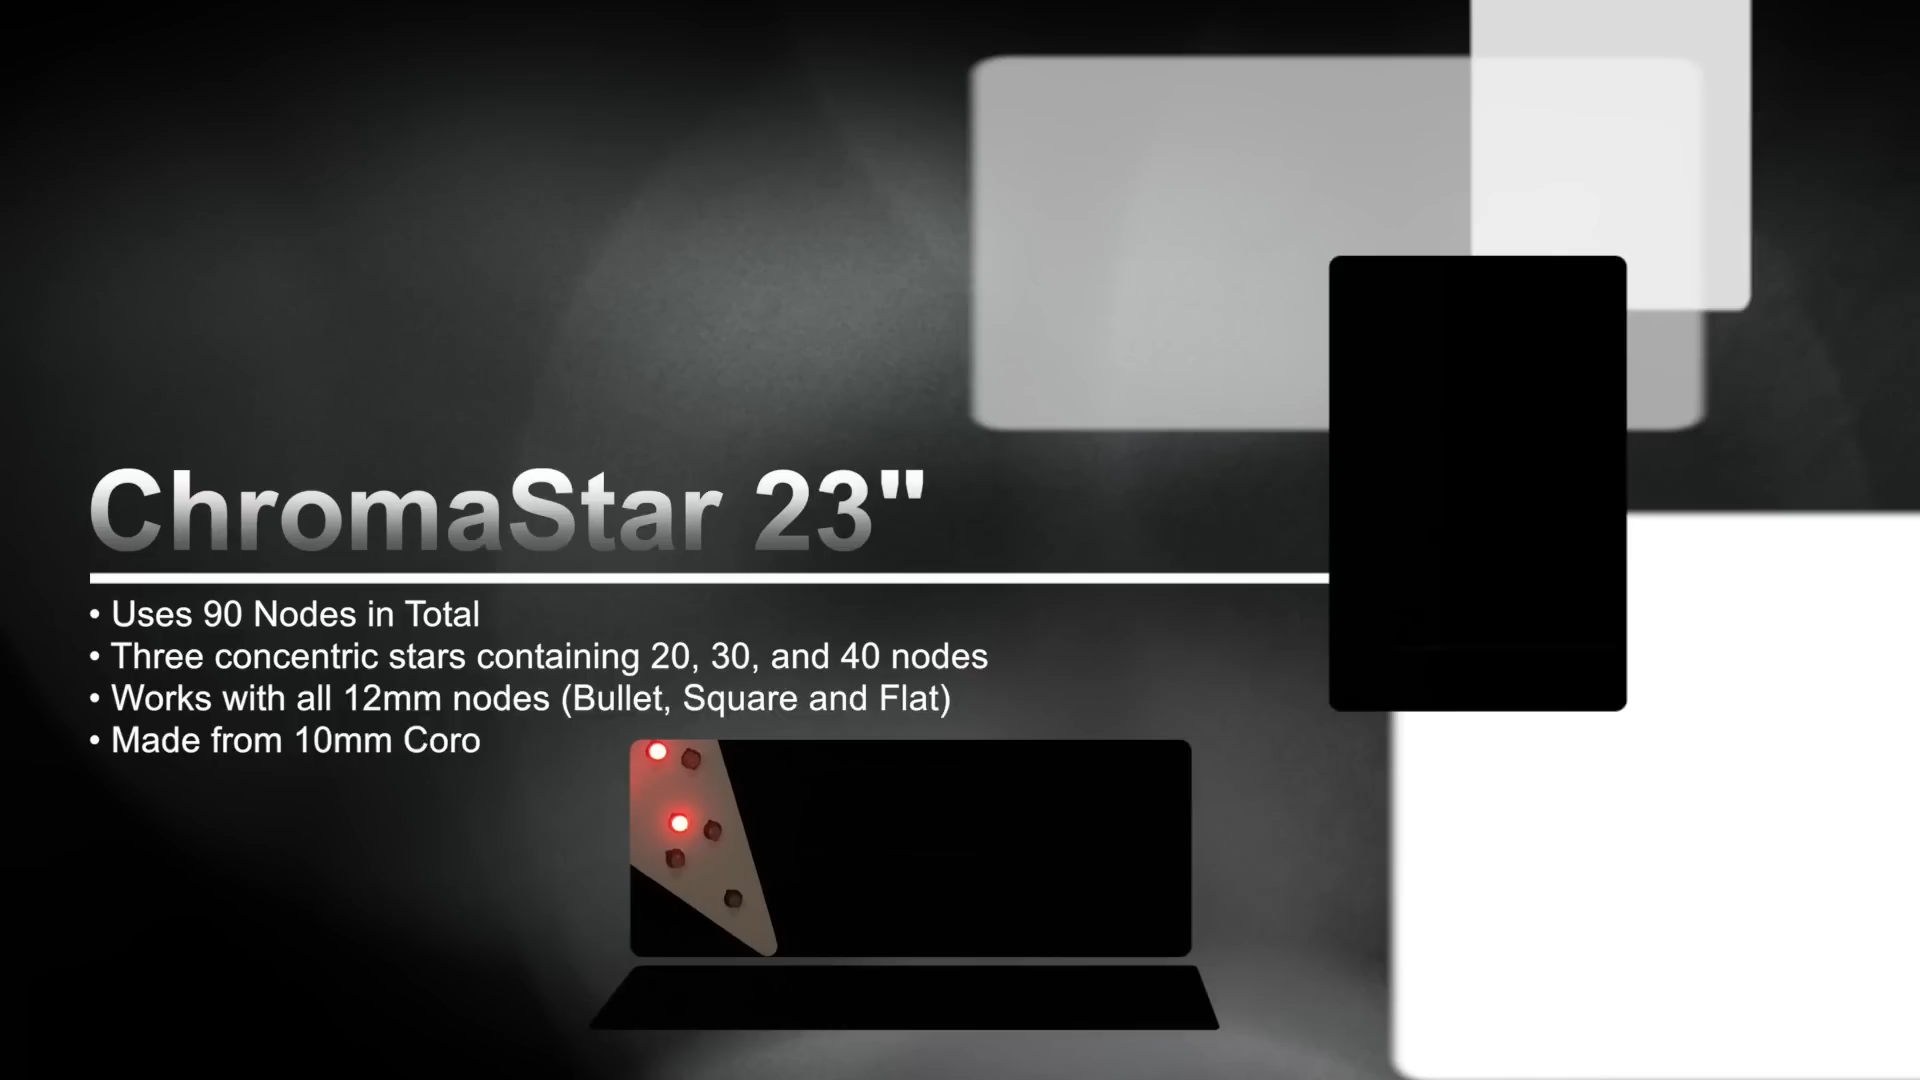 ChromaStar 23"
• Uses 90 Nodes in Total
• Three concentric stars containing 20, 30, and 40 nodes
• Works with all 12mm nodes (Bullet, Square and Flat)
• Made from 10mm Coro